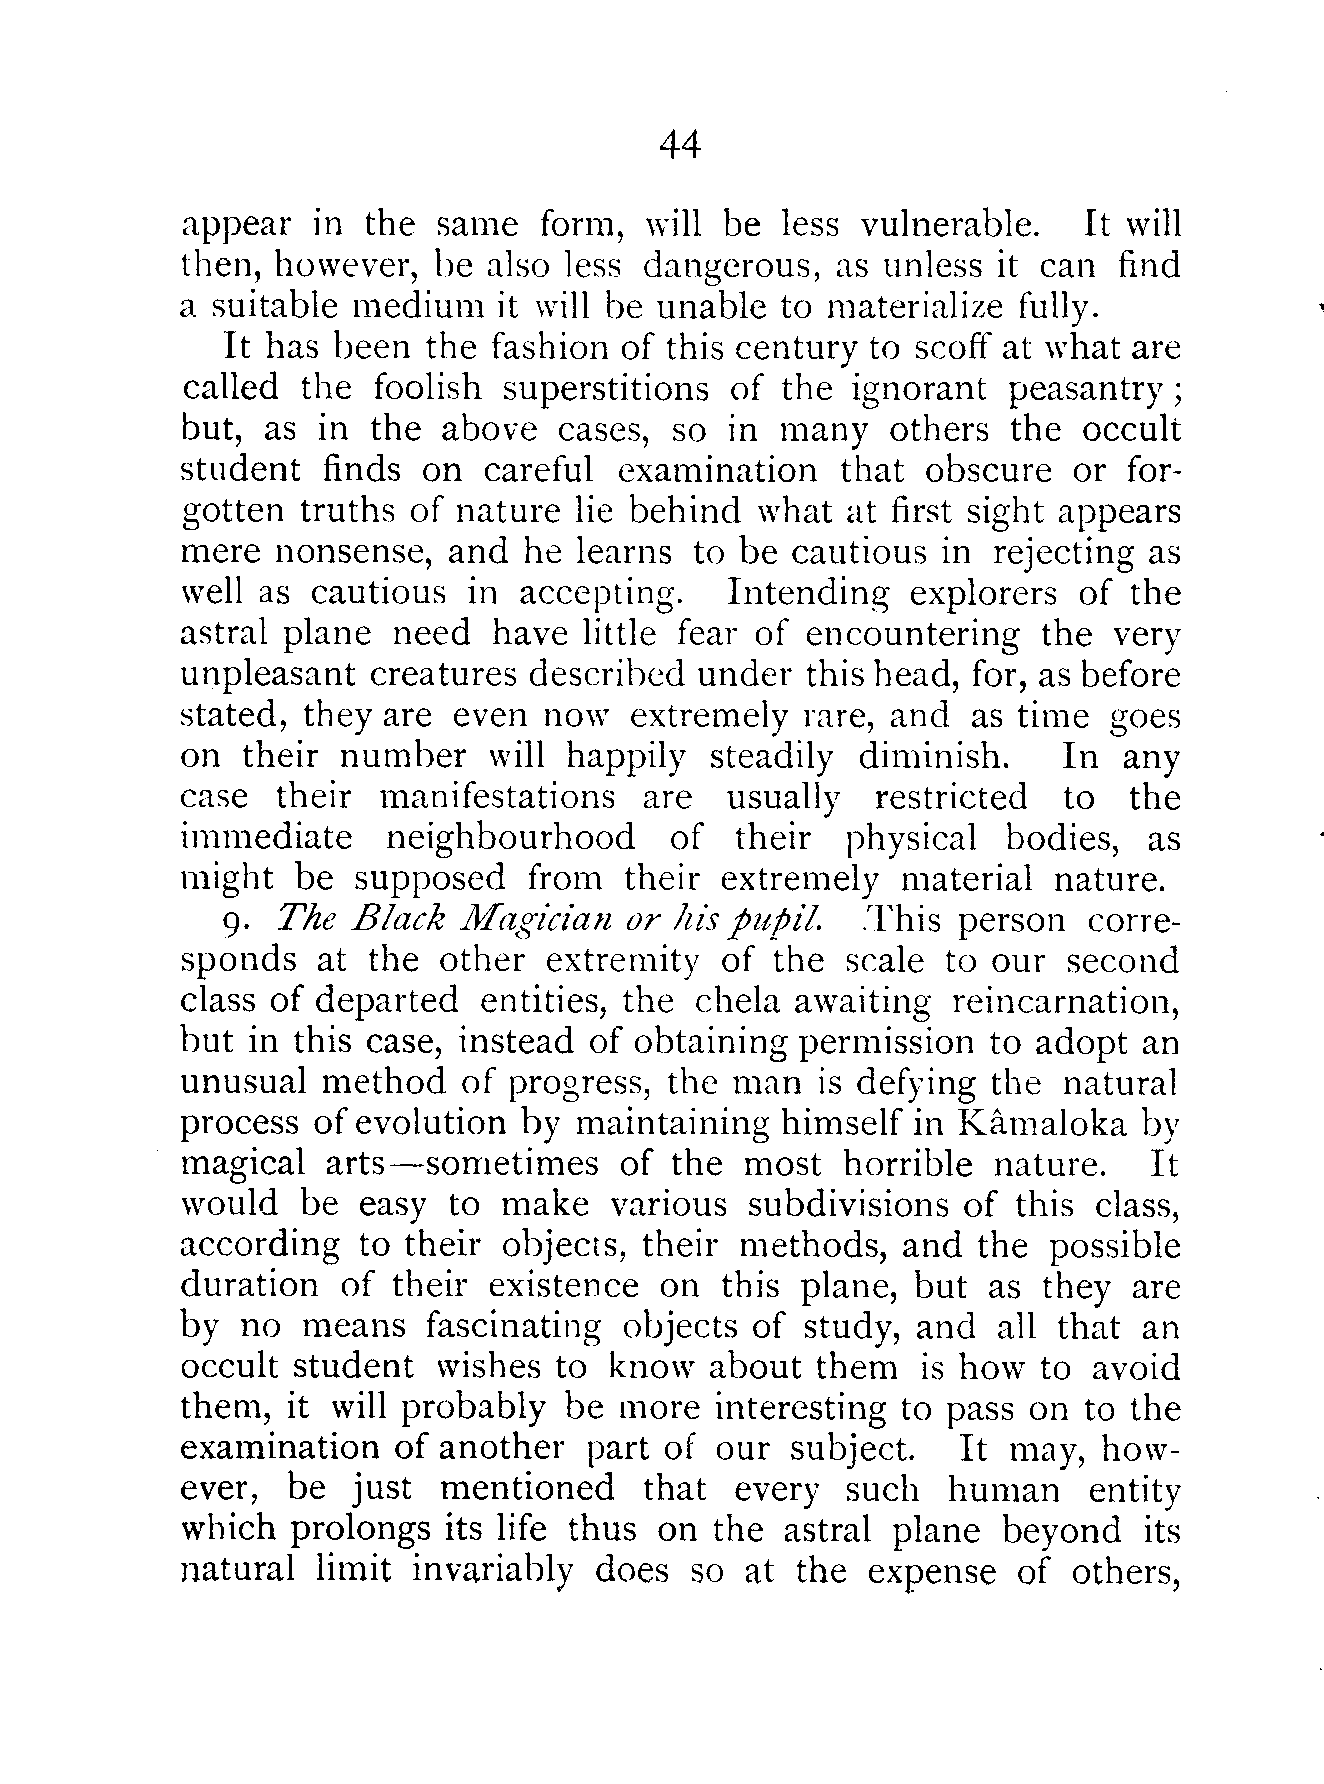 44
appear in the same form, will be less vulnerable. It will
then, however, be also less dangerous, as unless it can find
a suitable medium it will be unable to materialize fully.
It has been the fashion of this century to scoff at what are
called the foolish superstitions of the ignorant peasantry ;
but, as in the above cases, so in many others the occult
student finds on careful examination that obscure or for-
gotten truths of nature lie behind what at first sight appears
mere nonsense, and he learns to be cautious in rejecting as
well as cautious in accepting. Intending explorers of the
astral plane need have little fear of encountering the very
unpleasant creatures described under this head, for, as before
stated, they are even now extremely rare, and as time goes
on their number will happily steadily diminish. In any
case their manifestations are usually restricted to the
immediate neighbourhood of their physical bodies, as
might be supposed from their extremely material nature.
9. The Black Magician or his pupil. This person corre-
sponds at the other extremity of the scale to our second
class of departed entities, the chela awaiting reincarnation,
but in this case, instead of obtaining permission to adopt an
unusual method of progress, the man is defying the natural
process of evolution by maintaining himself in Kâmaloka by
magical arts—sometimes of the most horrible nature. It
would be easy to make various subdivisions of this class,
according to their objects, their methods, and the possible
duration of their existence on this plane, but as they are
by no means fascinating objects of study, and all that an
occult student wishes to know about them is how to avoid
them, it will probably be more interesting to pass on to the
examination of another part of our subject. It may, how-
ever, be just mentioned that every such human entity
which prolongs its life thus on the astral plane beyond its
natural limit invariably does so at the expense of others,